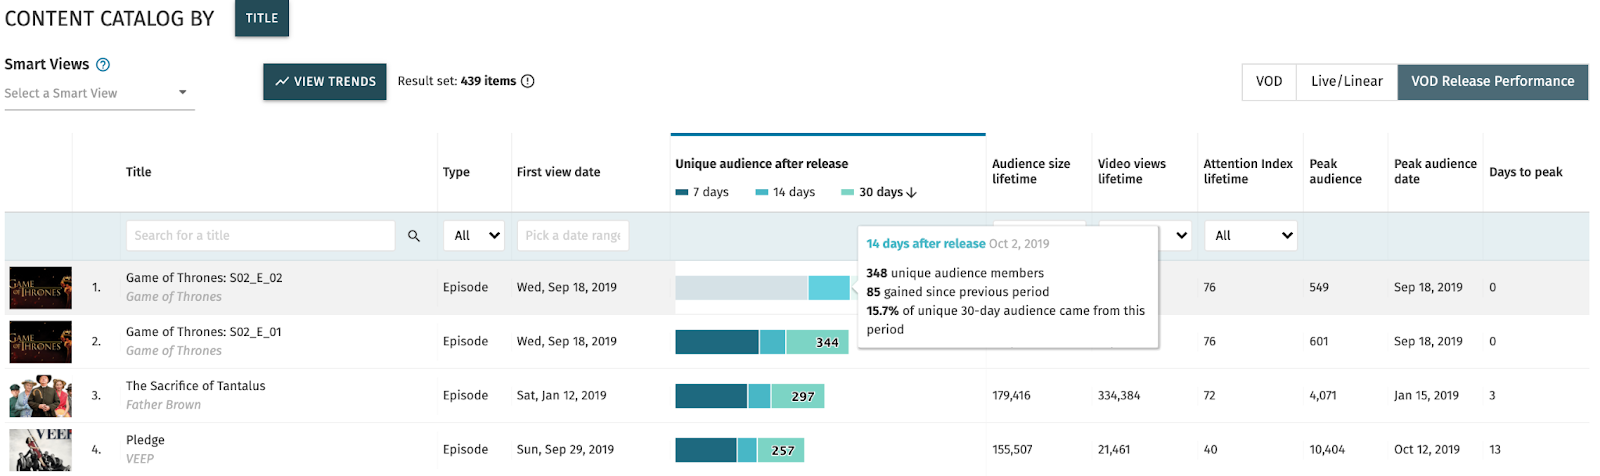 CONTENT CATALOG BY TITLE
Smart Views ?
Select a Smart View
VIEW TRENDS
Result set: 439 items
VOD Live/Linear VOD Release Performance
Title Type First view date Unique audience after release Audience size lifetime Video views lifetime Attention Index lifetime Peak audience Peak audience date Days to peak
7 days 14 days 30 days
Search for a title All Pick a date range All
14 days after release Oct 2, 2019
348 unique audience members
85 gained since previous period
15.7% of unique 30-day audience came from this
period
GAME OF THRONES 1. Game of Thrones: S02_E_02 Episode Wed, Sep 18, 2019 76 549 Sep 18, 2019 0
Game of Thrones
GAME OF THRONES 2. Game of Thrones: S02_E_01 Episode Wed, Sep 18, 2019 344 76 601 Sep 18, 2019 0
Game of Thrones
3. The Sacrifice of Tantalus Episode Sat, Jan 12, 2019 297 179,416 334,384 72 4,071 Jan 15, 2019 3
Father Brown
VEEP 4. Pledge Episode Sun, Sep 29, 2019 257 155,507 21,461 40 10,404 Oct 12, 2019 13
VEEP